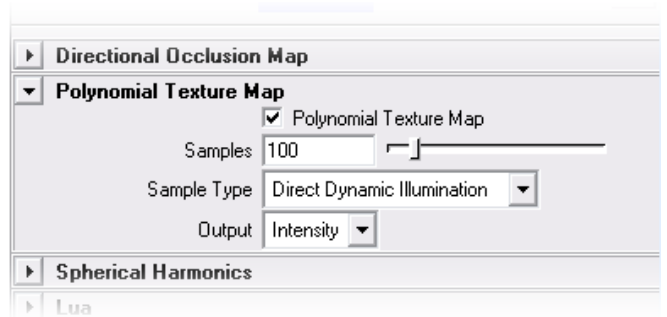 Directional Occlusion Map
Polynomial Texture Map
Polynomial Texture Map
Samples 100
Sample Type Direct Dynamic Illumination
Output Intensity
Spherical Harmonics
Lua